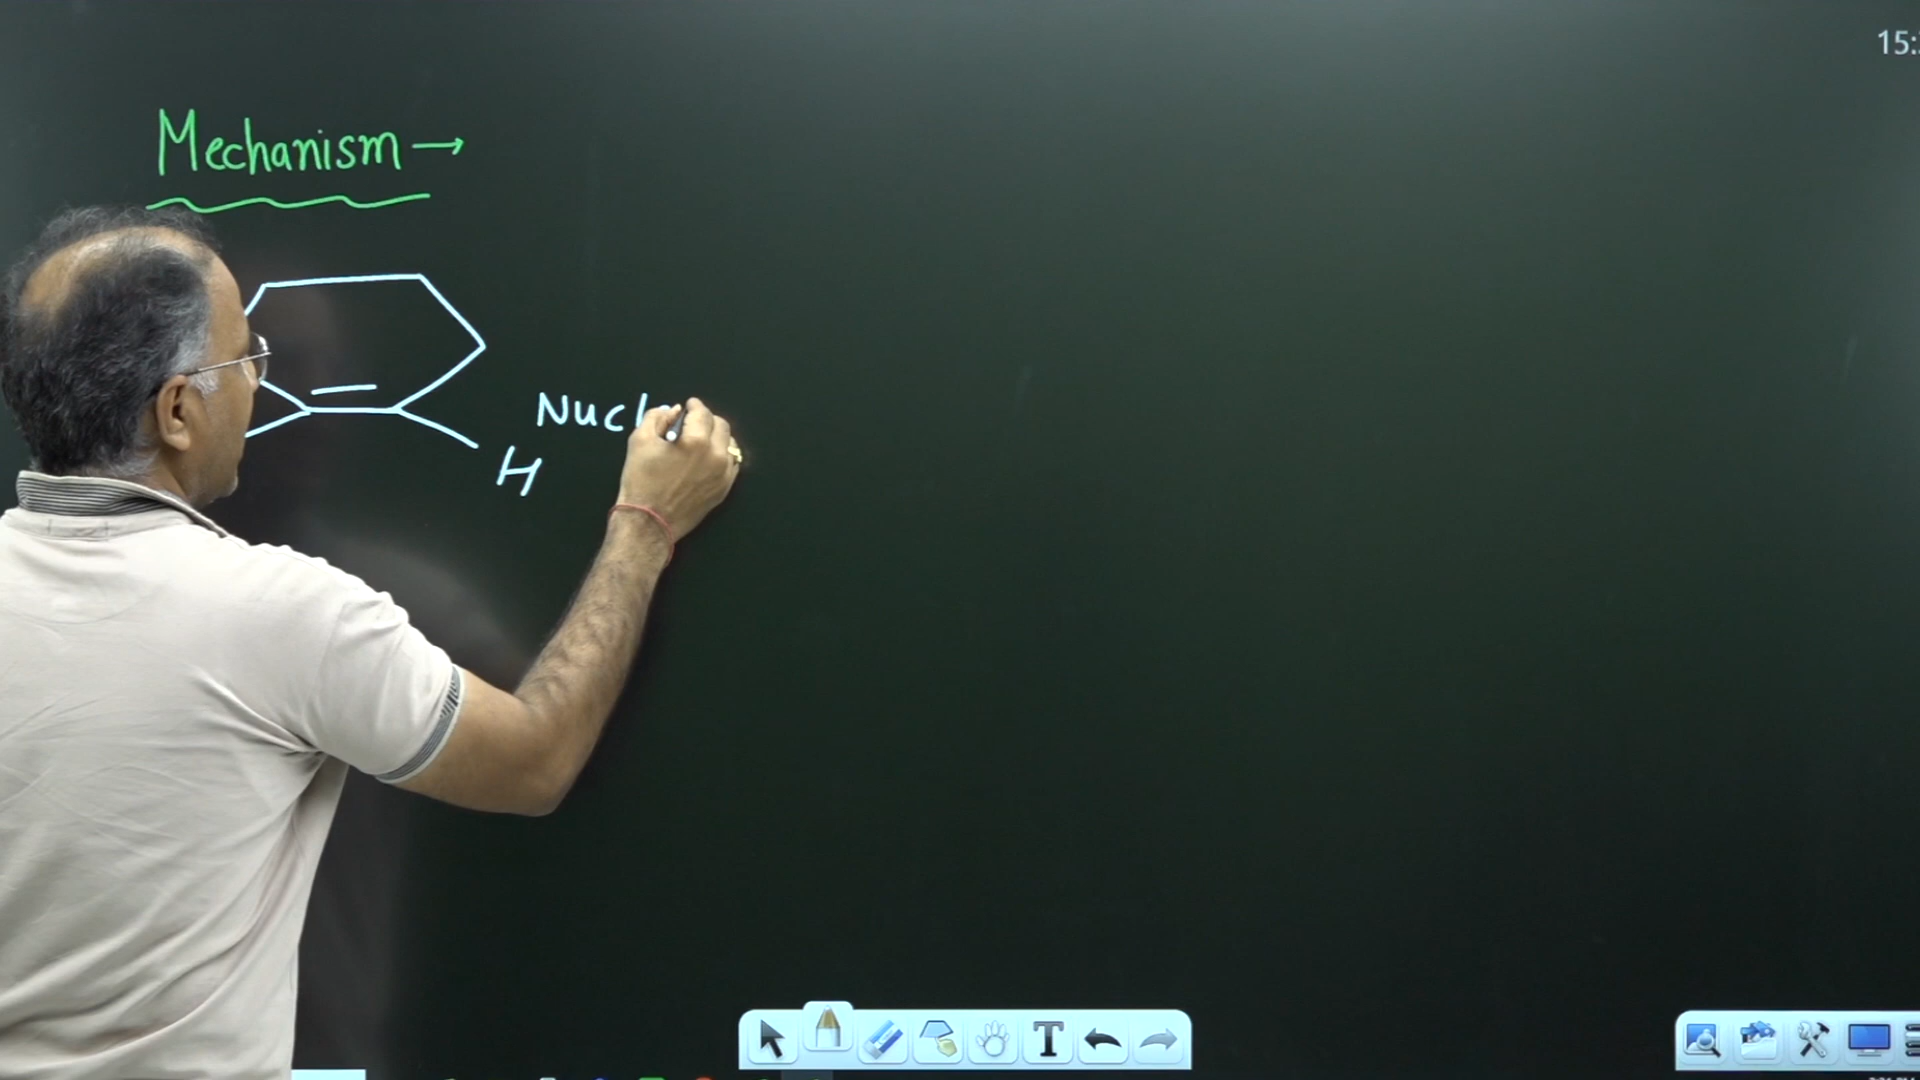 15:
Mechanism →
Nucl
H
T